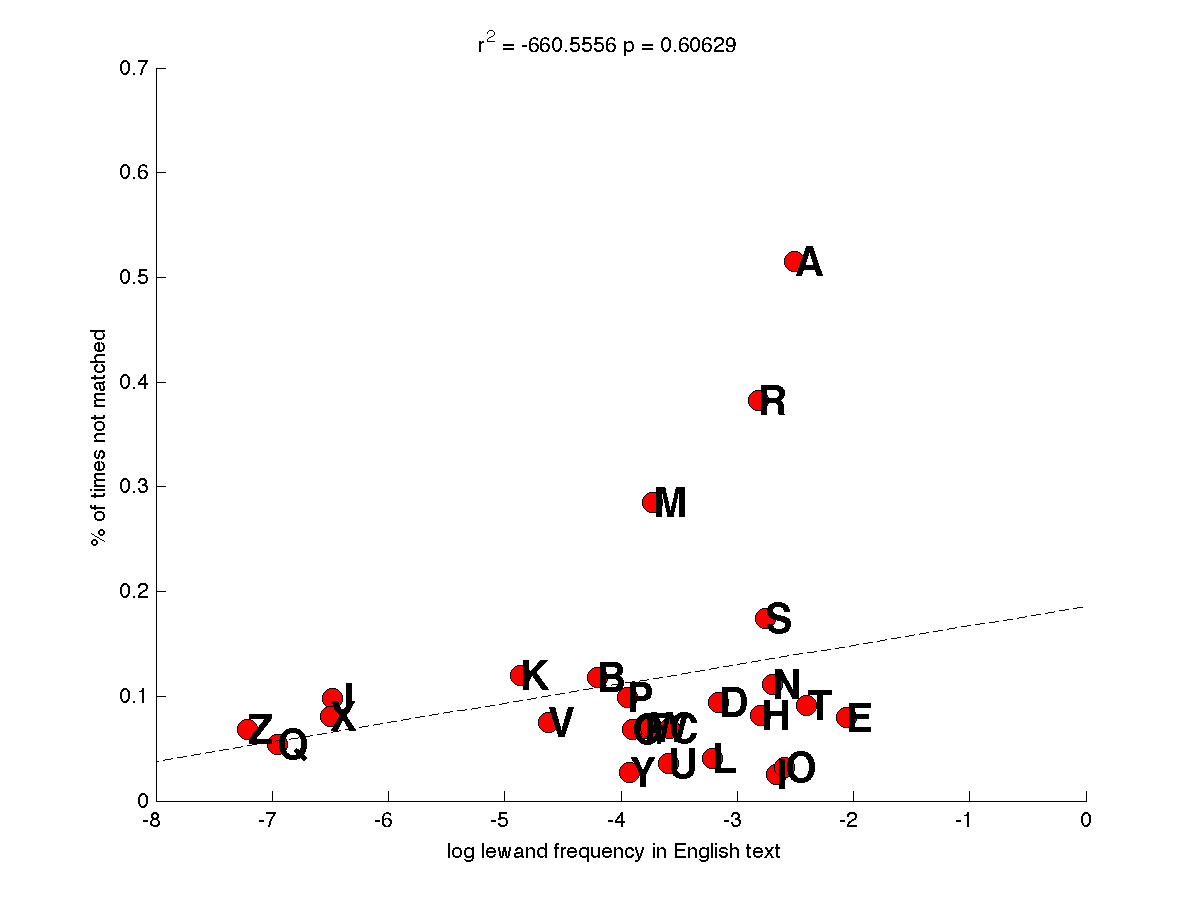 r2 = -660.5556 p = 0.60629
0.7
0.6
0.5
0.4
0.3
0.2
0.1
0
% of times not matched
A
R
M
S
K
B
P
N
J
X
Z
Q
V
D
H
T
E
G
W
C
Y
U
L
I
O
-8
-7
-6
-5
-4
-3
-2
-1
0
log lewand frequency in English text